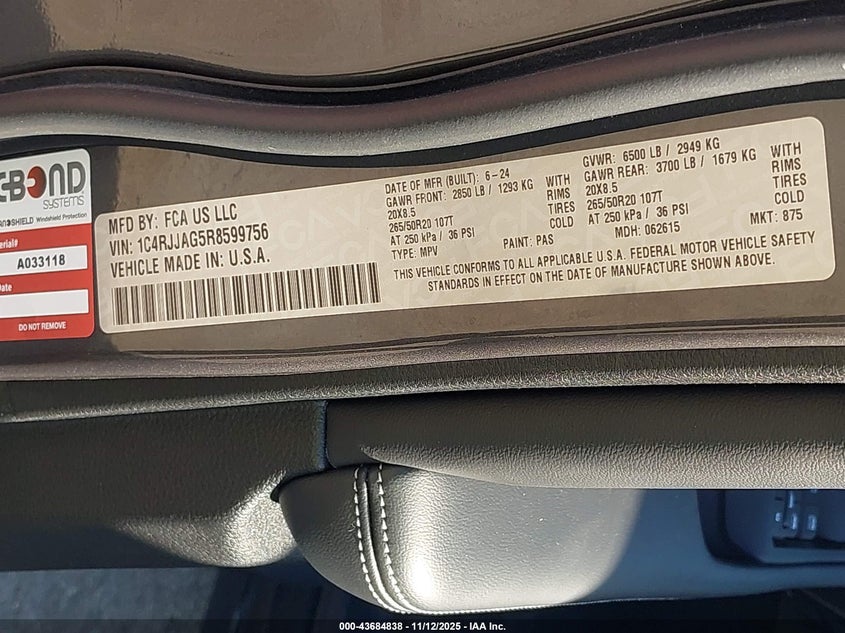 BOND
SYSTEMS
Windshield Protection
A033118
Date
DO NOT REMOVE
MFD BY: FCA US LLC
VIN: 1C4RJJAG5R8599756
VEHICLE MADE IN: U.S.A.
DATE OF MFR (BUILT): 6-24
GAWR FRONT: 2850 LB / 1293 KG WITH
20X8.5 RIMS
265/50R20 107T TIRES
AT 250 kPa / 36 PSI COLD
TYPE: MPV PAINT: PAS
GVWR: 6500 LB / 2949 KG
GAWR REAR: 3700 LB / 1679 KG WITH
20X8.5 RIMS
265/50R20 107T TIRES
AT 250 kPa / 36 PSI COLD
MDH: 062615 MKT: 875
THIS VEHICLE CONFORMS TO ALL APPLICABLE U.S.A. FEDERAL MOTOR VEHICLE SAFETY
STANDARDS IN EFFECT ON THE DATE OF MANUFACTURE SHOWN ABOVE.
000-43684838 - 11/12/2025 - IAA Inc.